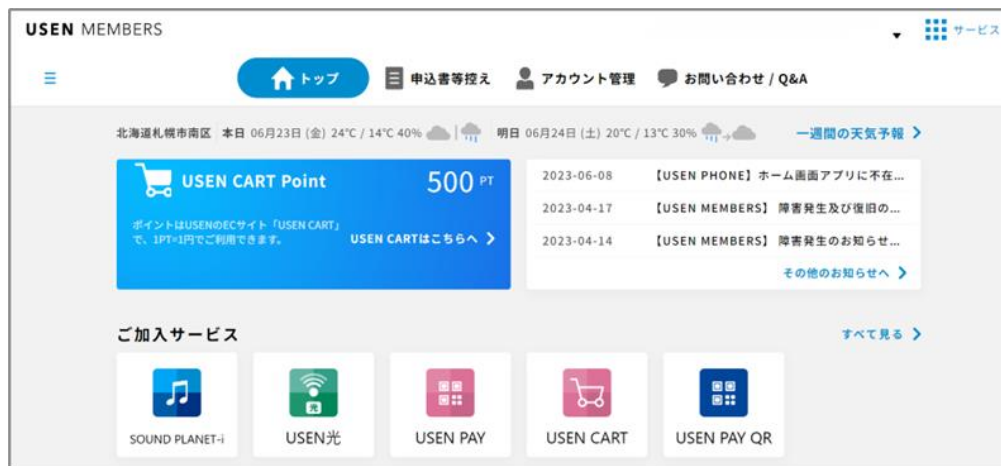 USEN MEMBERS
サービス
トップ
申込書等控え
アカウント管理
お問い合わせ / Q&A
北海道札幌市南区 本日 06月23日 (金) 24℃ / 14℃ 40% 明日 06月24日 (土) 20℃ / 13℃ 30% 一週間の天気予報
USEN CART Point 500 PT
ポイントはUSENのECサイト「USEN CART」
で、1PT=1円でご利用できます。
USEN CARTはこちらへ
2023-06-08 【USEN PHONE】ホーム画面アプリに不在...
2023-04-17 【USEN MEMBERS】 障害発生及び復旧の...
2023-04-14 【USEN MEMBERS】 障害発生のお知らせ...
その他のお知らせへ
ご加入サービス すべて見る
光
SOUND PLANET-i
USEN光
USEN PAY
USEN CART
USEN PAY QR